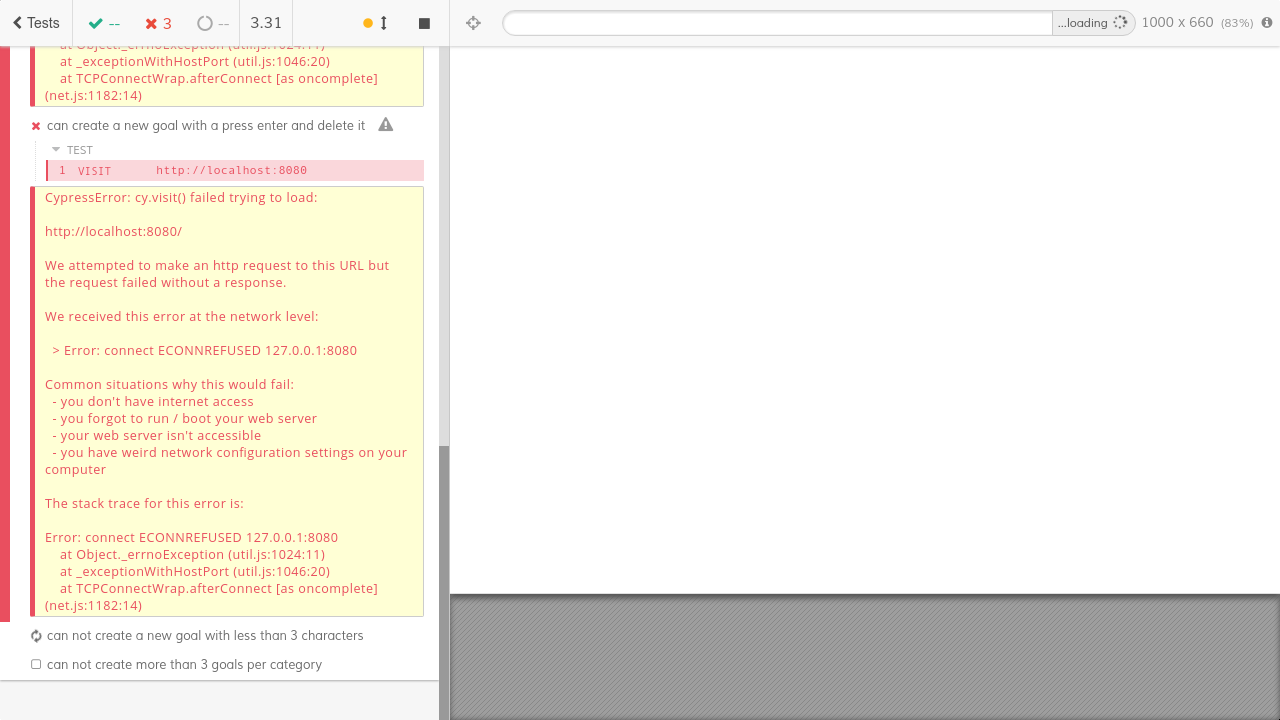 Tests -- 3 -- 3.31 ...loading 1000 x 660 (83%)
at Object._errnoException (util.js:1024:11)
at _exceptionWithHostPort (util.js:1046:20)
at TCPConnectWrap.afterConnect [as oncomplete]
(net.js:1182:14)
can create a new goal with a press enter and delete it
TEST
1 VISIT http://localhost:8080
CypressError: cy.visit() failed trying to load:
http://localhost:8080/
We attempted to make an http request to this URL but
the request failed without a response.
We received this error at the network level:
> Error: connect ECONNREFUSED 127.0.0.1:8080
Common situations why this would fail:
- you don't have internet access
- you forgot to run / boot your web server
- your web server isn't accessible
- you have weird network configuration settings on your
computer
The stack trace for this error is:
Error: connect ECONNREFUSED 127.0.0.1:8080
at Object._errnoException (util.js:1024:11)
at _exceptionWithHostPort (util.js:1046:20)
at TCPConnectWrap.afterConnect [as oncomplete]
(net.js:1182:14)
can not create a new goal with less than 3 characters
can not create more than 3 goals per category